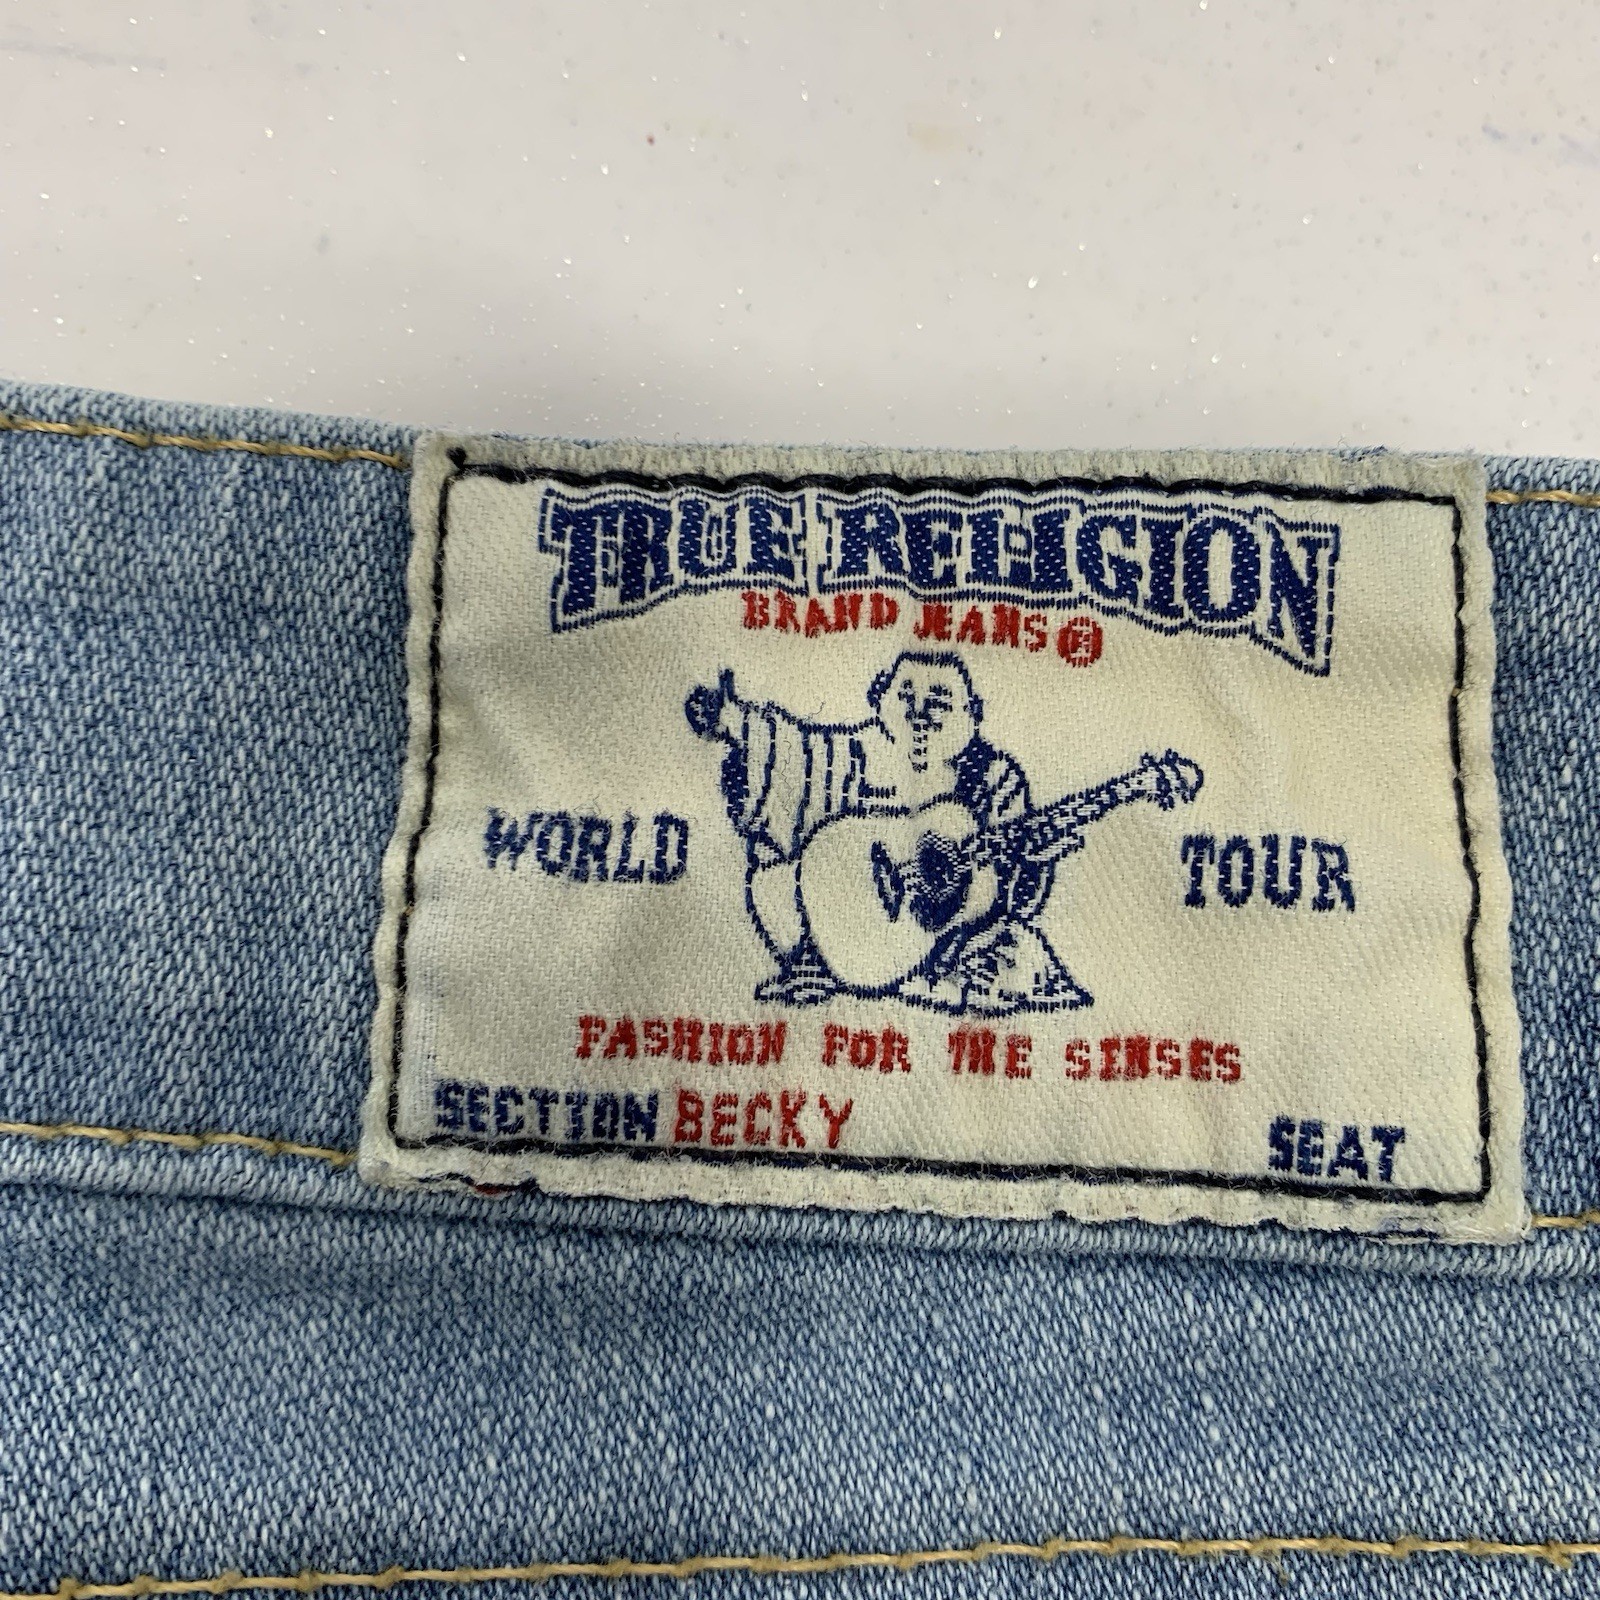 TRUE RELIGION
BRAND JEANS®
WORLD TOUR
FASHION FOR THE SENSES
SECTION BECKY SEAT